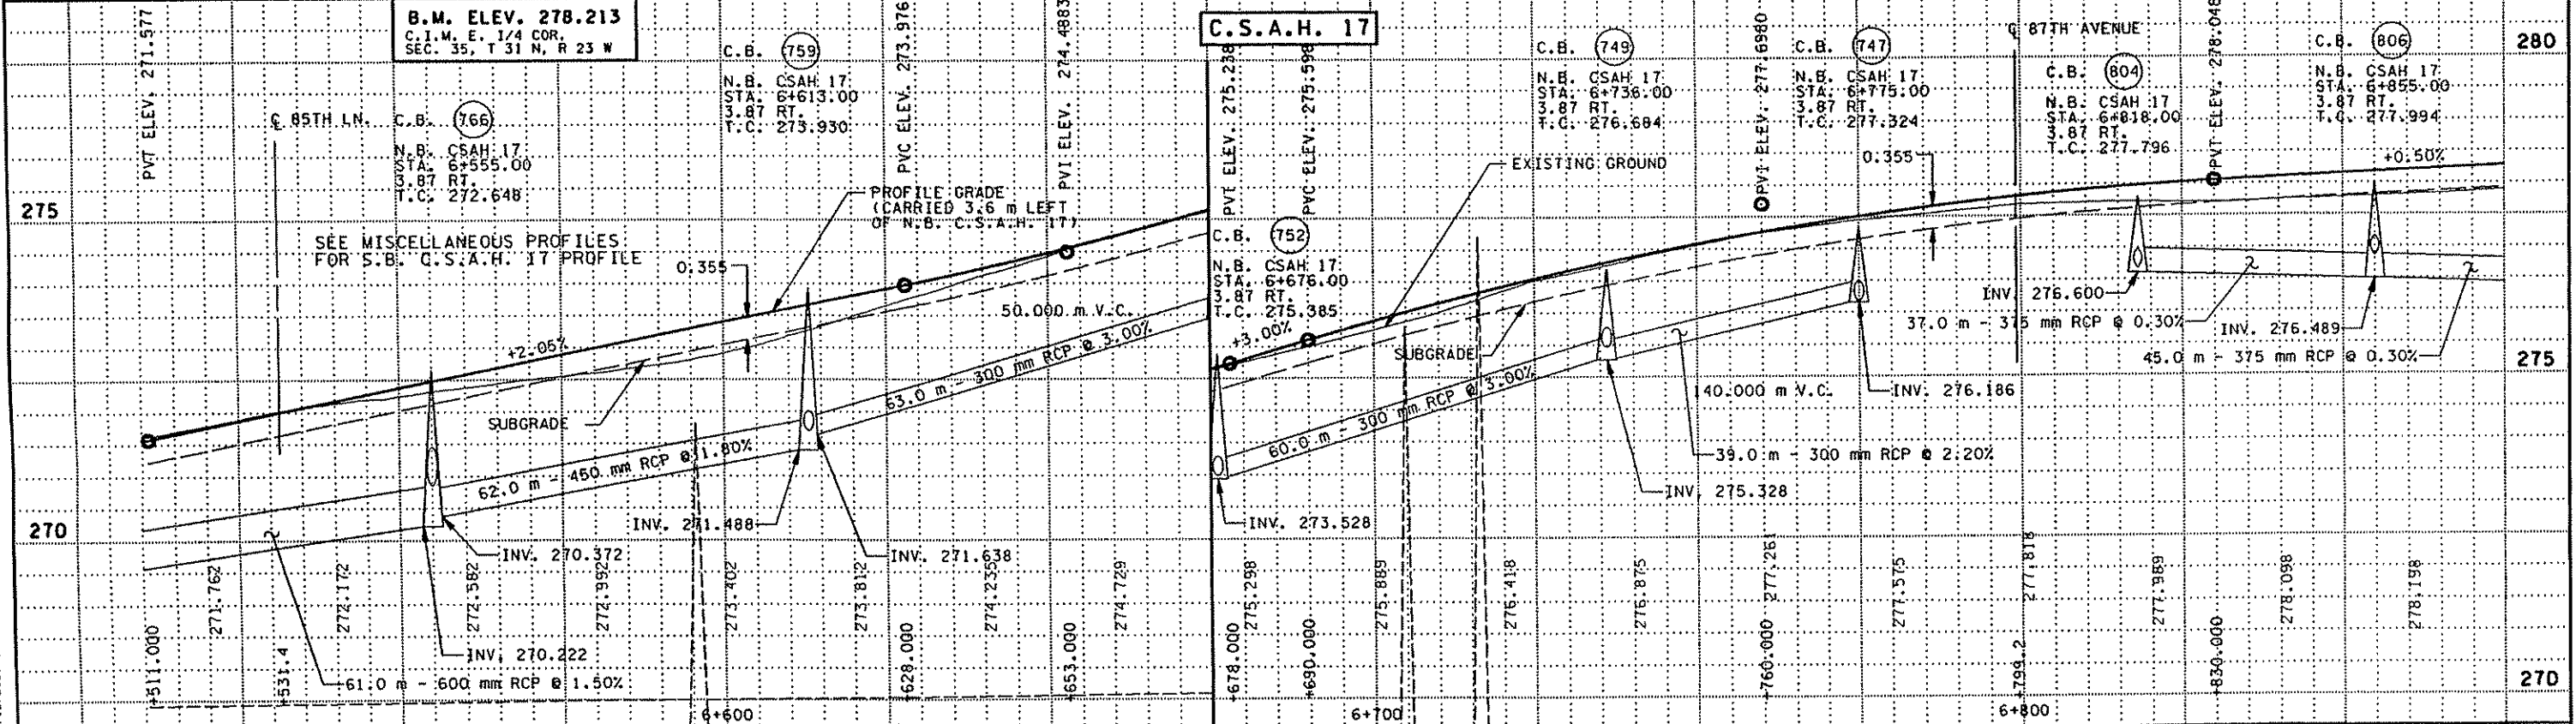 B.M. ELEV. 278.213
C.I.M. E. 1/4 COR.
SEC. 35, T 31 N, R 23 W
C.S.A.H. 17
PVT ELEV. 271.577
℄ 85TH LN.
C.B. 766
N.B. CSAH 17
STA. 6+555.00
3.87 RT.
T.C. 272.648
C.B. 759
N.B. CSAH 17
STA. 6+613.00
3.87 RT.
T.C. 273.930
PVC ELEV. 273.976
PVI ELEV. 274.483
PVT ELEV. 275.238
PVC ELEV. 275.598
C.B. 752
N.B. CSAH 17
STA. 6+676.00
3.87 RT.
T.C. 275.385
C.B. 749
N.B. CSAH 17
STA. 6+736.00
3.87 RT.
T.C. 276.684
PVI ELEV. 277.6980
C.B. 747
N.B. CSAH 17
STA. 6+775.00
3.87 RT.
T.C. 277.324
℄ 87TH AVENUE
C.B. 804
N.B. CSAH 17
STA. 6+818.00
3.87 RT.
T.C. 277.796
PVT ELEV. 278.048
C.B. 806
N.B. CSAH 17
STA. 6+855.00
3.87 RT.
T.C. 277.994
280
275
270
275
270
SEE MISCELLANEOUS PROFILES
FOR S.B. C.S.A.H. 17 PROFILE
PROFILE GRADE
(CARRIED 3.6 m LEFT
OF N.B. C.S.A.H. 17)
0.355
+2.05%
SUBGRADE
50.000 m V.C.
63.0 m - 300 mm RCP @ 3.00%
62.0 m - 450 mm RCP @ 1.80%
INV. 271.488
INV. 271.638
INV. 270.372
INV. 270.222
61.0 m - 600 mm RCP @ 1.50%
EXISTING GROUND
+3.00%
SUBGRADE
60.0 m - 300 mm RCP @ 3.00%
INV. 273.528
INV. 275.328
140.000 m V.C.
39.0 m - 300 mm RCP @ 2.20%
INV. 276.186
0.355
+0.50%
INV. 276.600
37.0 m - 375 mm RCP @ 0.30%
INV. 276.489
45.0 m - 375 mm RCP @ 0.30%
271.762
272.172
272.582
272.992
273.402
273.812
274.235
274.729
275.298
275.889
276.418
276.875
277.261
277.575
277.818
277.989
278.098
278.198
+511.000
+531.4
+628.000
+653.000
+678.000
+690.000
+760.000
+799.2
+830.000
6+600
6+700
6+800